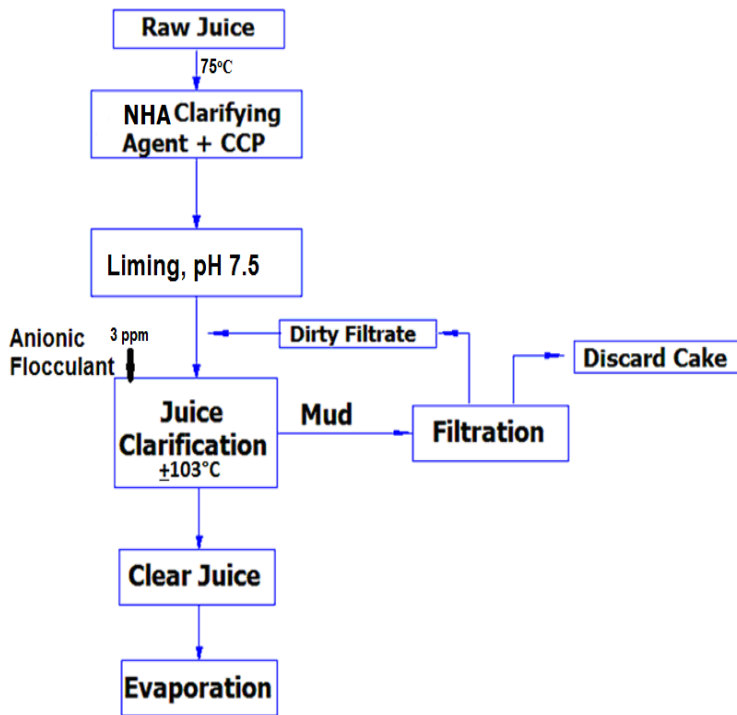 Raw Juice
75°C
NHA Clarifying
Agent + CCP
Liming, pH 7.5
Dirty Filtrate
Discard Cake
Anionic
Flocculant
3 ppm
Juice
Clarification
±103°C
Mud
Filtration
Clear Juice
Evaporation